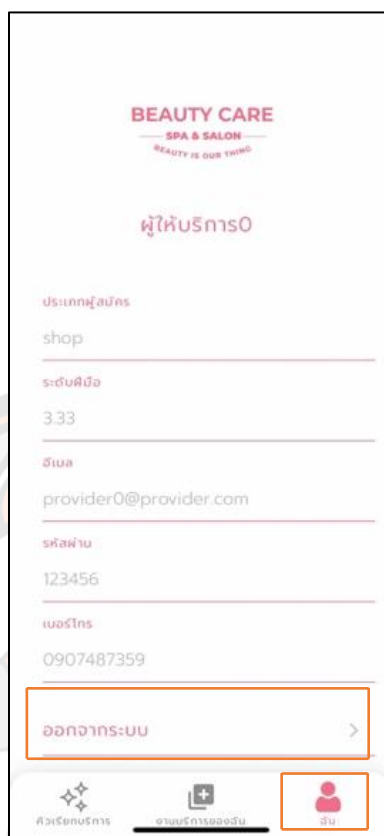 BEAUTY CARE
SPA & SALON
BEAUTY IS OUR THING
ผู้ให้บริการ0
ประเภทผู้สมัคร
shop
ระดับฝีมือ
3.33
อีเมล
provider0@provider.com
รหัสผ่าน
123456
เบอร์โทร
0907487359
ออกจากระบบ
คิวเรียกบริการ
งานบริการของฉัน
ฉัน